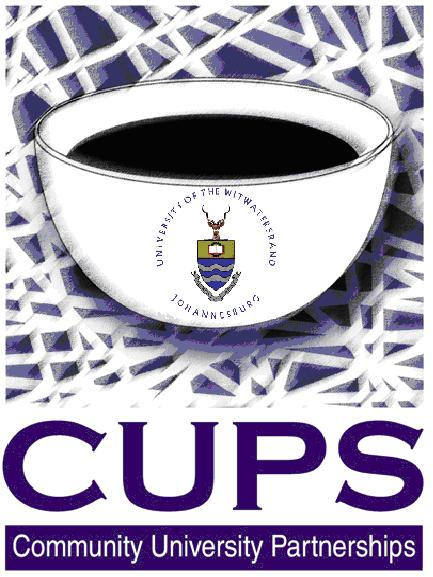 UNIVERSITY OF THE WITWATERSRAND
JOHANNESBURG
CUPS
Community University Partnerships